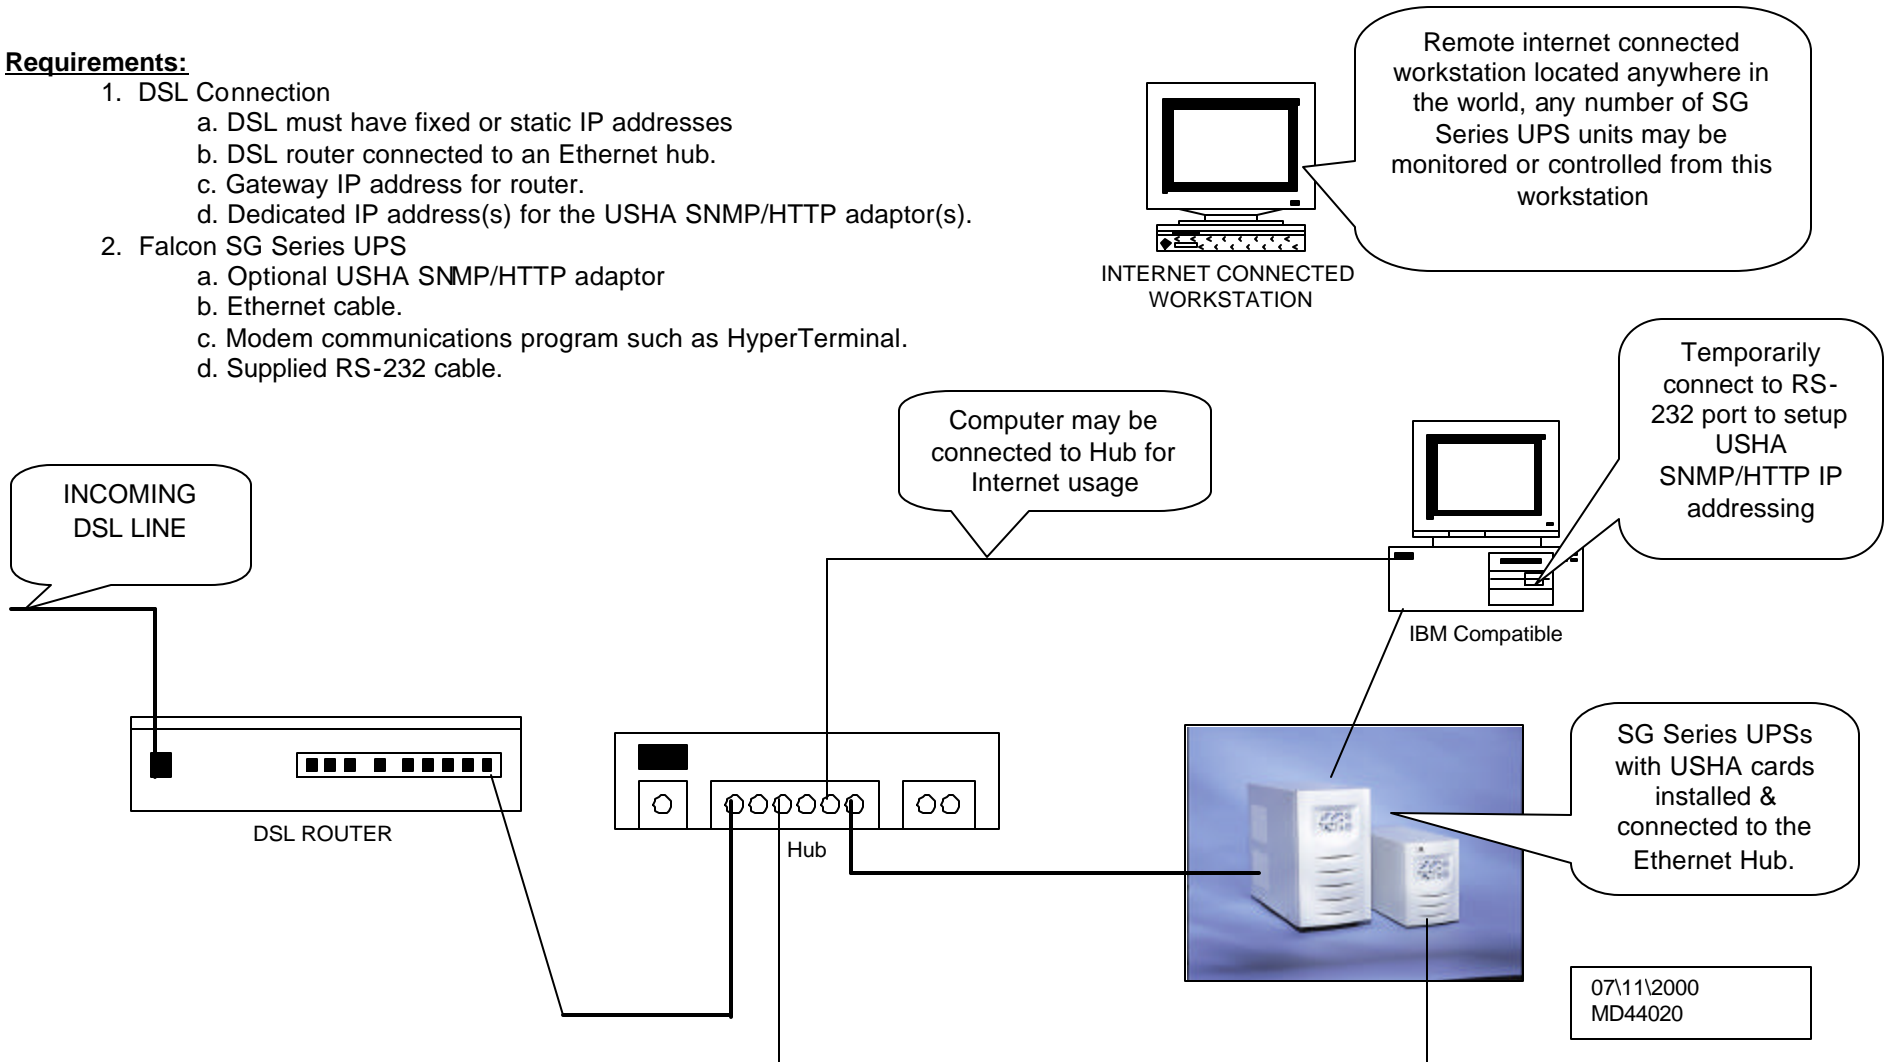 Requirements:
1. DSL Connection
a. DSL must have fixed or static IP addresses
b. DSL router connected to an Ethernet hub.
c. Gateway IP address for router.
d. Dedicated IP address(s) for the USHA SNMP/HTTP adaptor(s).
2. Falcon SG Series UPS
a. Optional USHA SNMP/HTTP adaptor
b. Ethernet cable.
c. Modem communications program such as HyperTerminal.
d. Supplied RS-232 cable.
Remote internet connected
workstation located anywhere in
the world, any number of SG
Series UPS units may be
monitored or controlled from this
workstation
INTERNET CONNECTED
WORKSTATION
Temporarily
connect to RS-
232 port to setup
USHA
SNMP/HTTP IP
addressing
Computer may be
connected to Hub for
Internet usage
INCOMING
DSL LINE
IBM Compatible
DSL ROUTER
Hub
SG Series UPSs
with USHA cards
installed &
connected to the
Ethernet Hub.
07\11\2000
MD44020